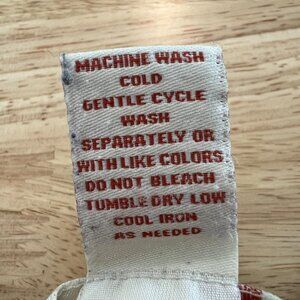 MACHINE WASH
COLD
GENTLE CYCLE
WASH
SEPARATELY OR
WITH LIKE COLORS
DO NOT BLEACH
TUMBLE DRY LOW
COOL IRON
AS NEEDED